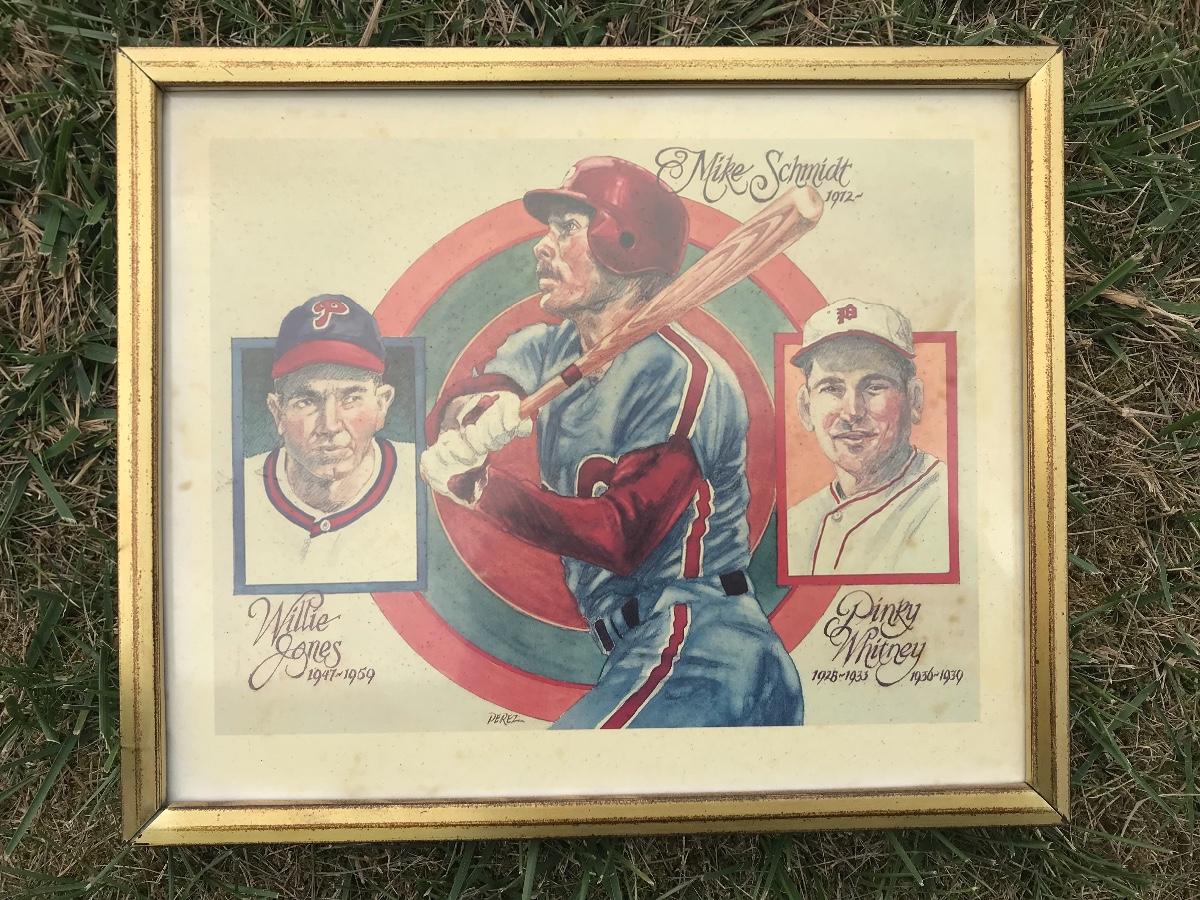 Mike Schmidt
1972~
P
P
Willie
Jones
1947~1959
Pinky
Whitney
1928~1933 1936~1939
PEREZ